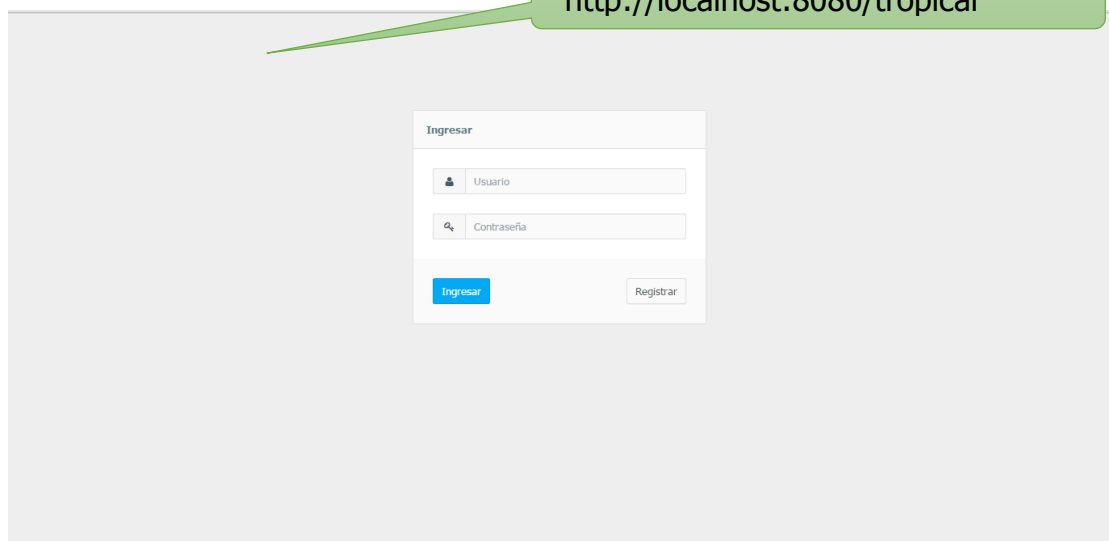 http://localhost:8080/tropical
Ingresar
Usuario
Contraseña
Ingresar
Registrar